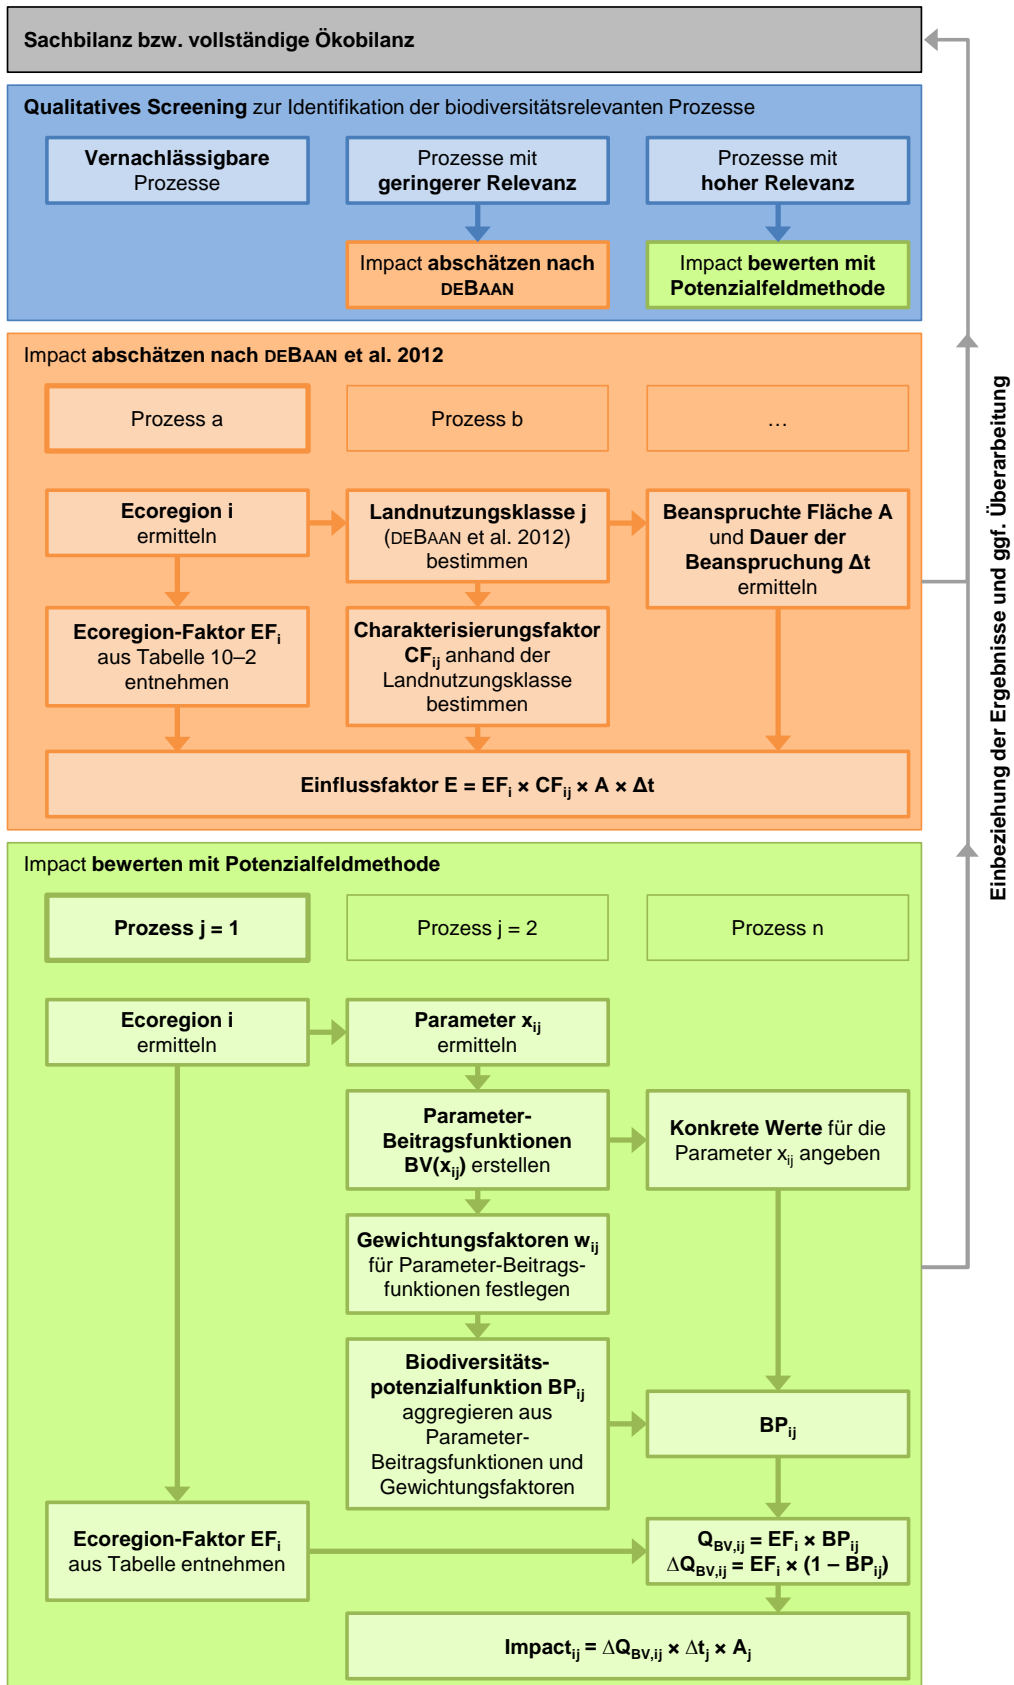 Sachbilanz bzw. vollständige Ökobilanz
Qualitatives Screening zur Identifikation der biodiversitätsrelevanten Prozesse
Vernachlässigbare
Prozesse
Prozesse mit
geringerer Relevanz
Prozesse mit
hoher Relevanz
Impact abschätzen nach
DEBAAN
Impact bewerten mit
Potenzialfeldmethode
Impact abschätzen nach DEBAAN et al. 2012
Prozess a
Prozess b
…
Ecoregion i
ermitteln
Landnutzungsklasse j
(DEBAAN et al. 2012)
bestimmen
Beanspruchte Fläche A
und Dauer der
Beanspruchung Δt
ermitteln
Ecoregion-Faktor EFi
aus Tabelle 10–2
entnehmen
Charakterisierungsfaktor
CFij anhand der
Landnutzungsklasse
bestimmen
Einflussfaktor E = EFi × CFij × A × Δt
Impact bewerten mit Potenzialfeldmethode
Prozess j = 1
Prozess j = 2
Prozess n
Ecoregion i
ermitteln
Parameter xij
ermitteln
Parameter-
Beitragsfunktionen
BV(xij) erstellen
Konkrete Werte für die
Parameter xij angeben
Gewichtungsfaktoren wij
für Parameter-Beitrags-
funktionen festlegen
Biodiversitäts-
potenzialfunktion BPij
aggregieren aus
Parameter-
Beitragsfunktionen und
Gewichtungsfaktoren
BPij
Ecoregion-Faktor EFi
aus Tabelle entnehmen
QBV,ij = EFi × BPij
ΔQBV,ij = EFi × (1 – BPij)
Impactij = ΔQBV,ij × Δtj × Aj
Einbeziehung der Ergebnisse und ggf. Überarbeitung